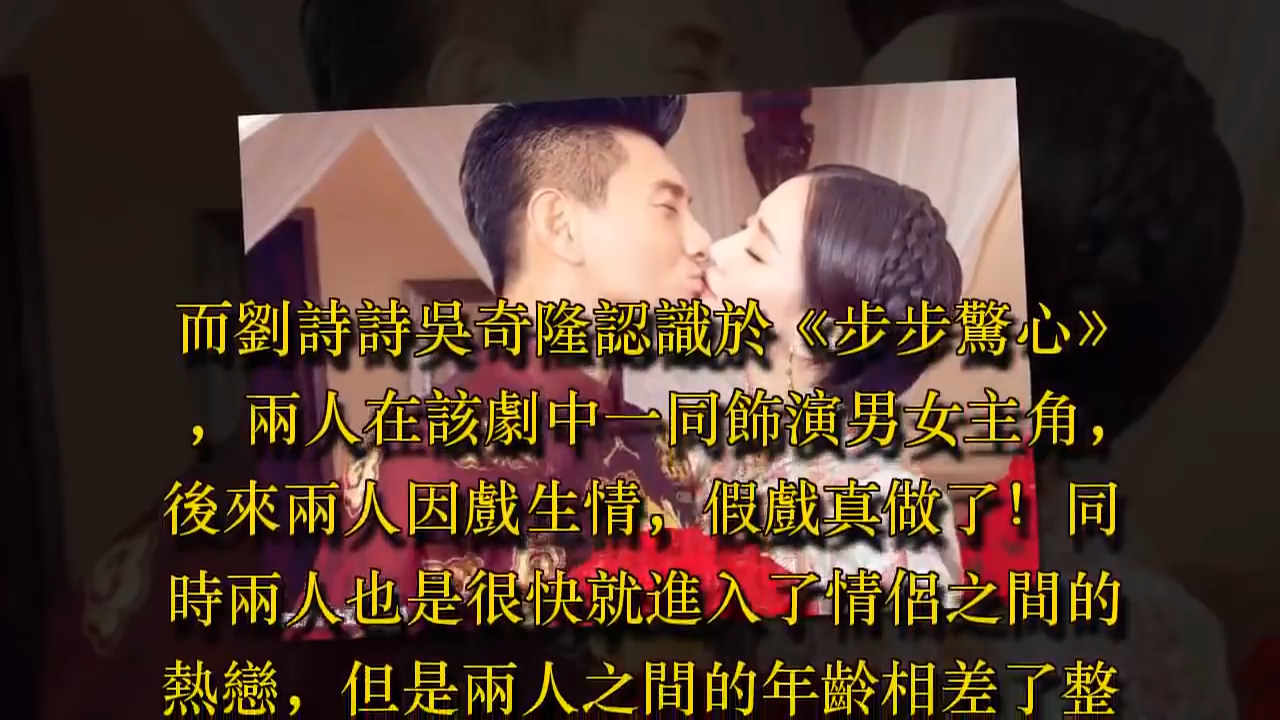 而劉詩詩吳奇隆認識於《步步驚心》
，兩人在該劇中一同飾演男女主角，
後來兩人因戲生情，假戲真做了！同
時兩人也是很快就進入了情侶之間的
熱戀，但是兩人之間的年齡相差了整